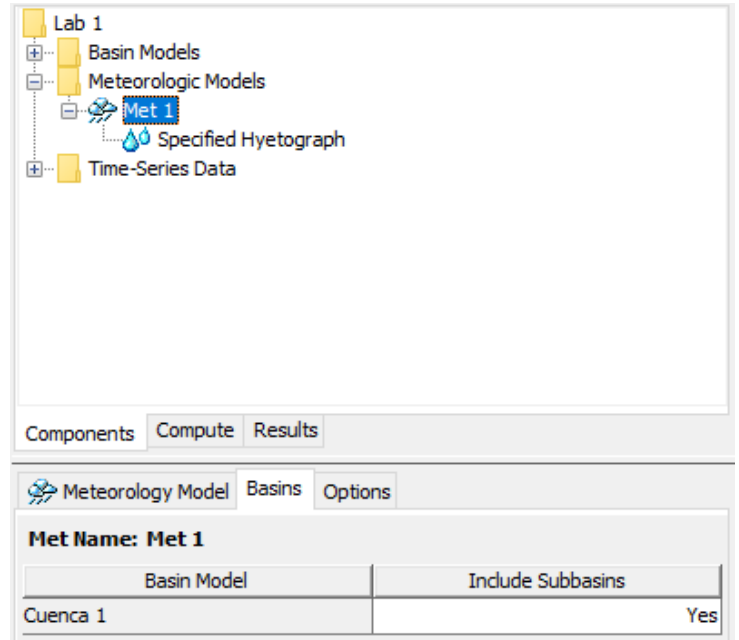 Lab 1
Basin Models
Meteorologic Models
Met 1
Specified Hyetograph
Time-Series Data
Components Compute Results
Meteorology Model Basins Options
Met Name: Met 1
Basin Model Include Subbasins
Cuenca 1 Yes